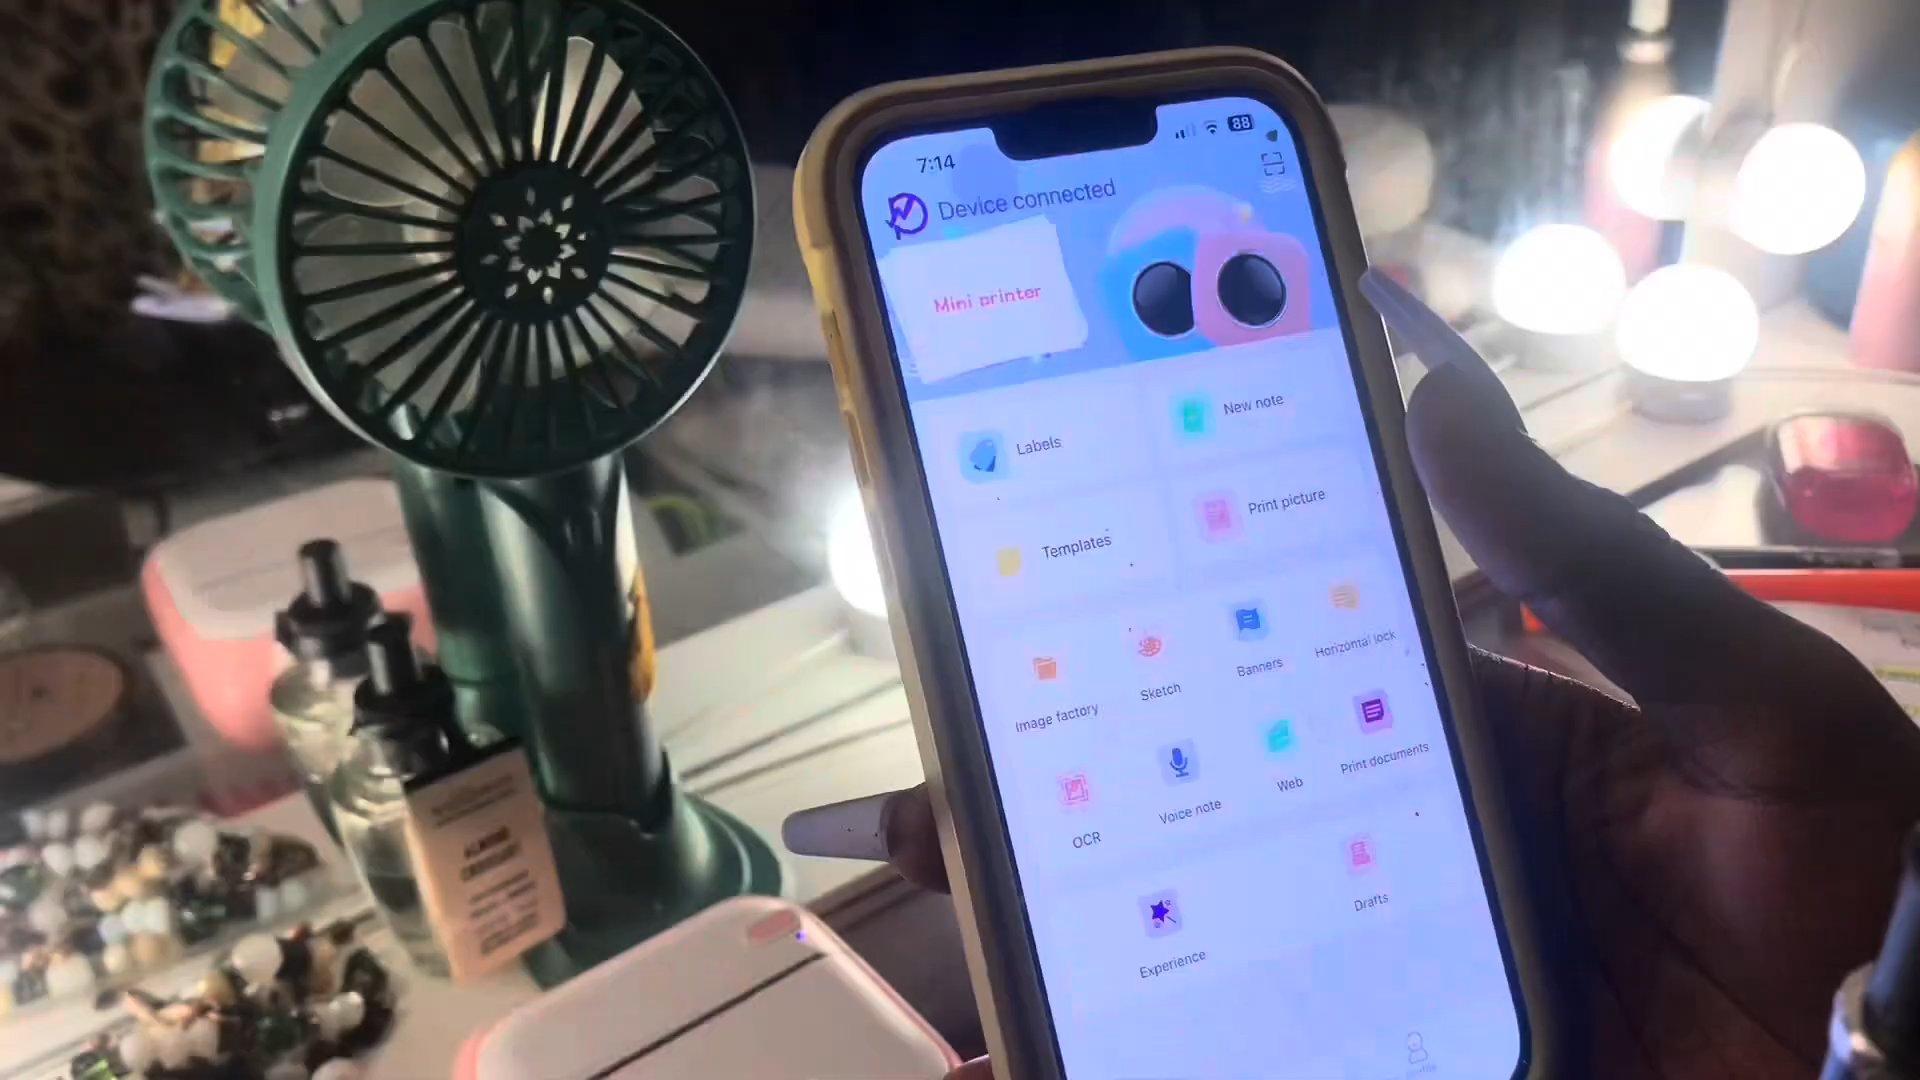 7:14
88
Device connected
Mini printer
Labels
New note
Templates
Print picture
Image factory
Sketch
Banners
Horizontal lock
OCR
Voice note
Web
Print documents
Experience
Drafts